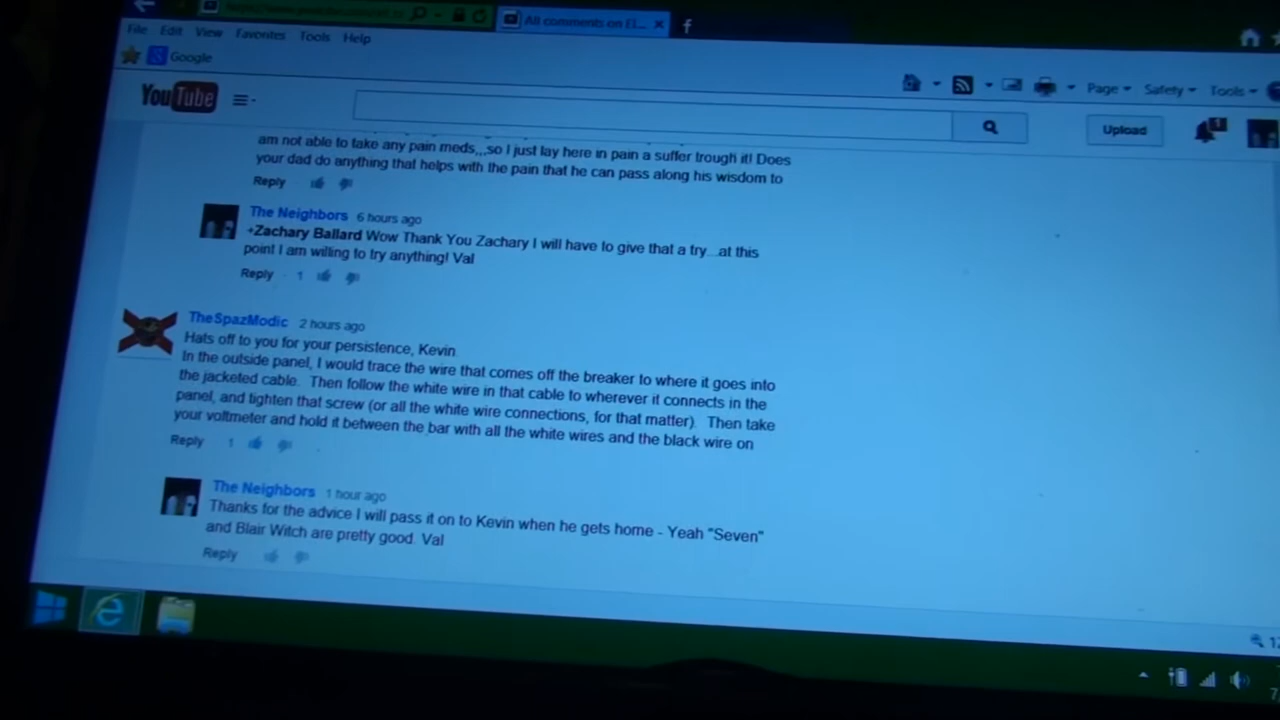 All comments on El...
File Edit View Favorites Tools Help
Google
Page Safety Tools
YouTube
Upload
1
am not able to take any pain meds,,,so I just lay here in pain a suffer trough it! Does
your dad do anything that helps with the pain that he can pass along his wisdom to
Reply
The Neighbors 6 hours ago
+Zachary Ballard Wow Thank You Zachary I will have to give that a try...at this
point I am willing to try anything! Val
Reply · 1
TheSpazModic 2 hours ago
Hats off to you for your persistence, Kevin.
In the outside panel, I would trace the wire that comes off the breaker to where it goes into
the jacketed cable. Then follow the white wire in that cable to wherever it connects in the
panel, and tighten that screw (or all the white wire connections, for that matter). Then take
your voltmeter and hold it between the bar with all the white wires and the black wire on
Reply 1
The Neighbors 1 hour ago
Thanks for the advice I will pass it on to Kevin when he gets home - Yeah "Seven"
and Blair Witch are pretty good. Val
Reply